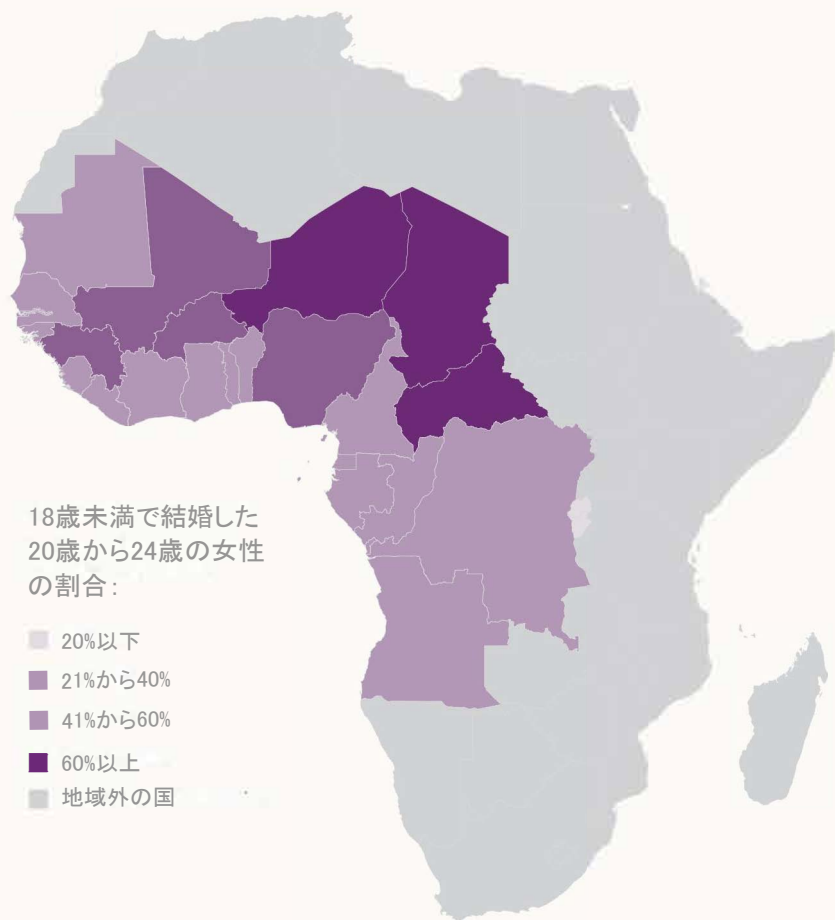 18歳未満で結婚した
20歳から24歳の女性
の割合:
20%以下
21%から40%
41%から60%
60%以上
地域外の国